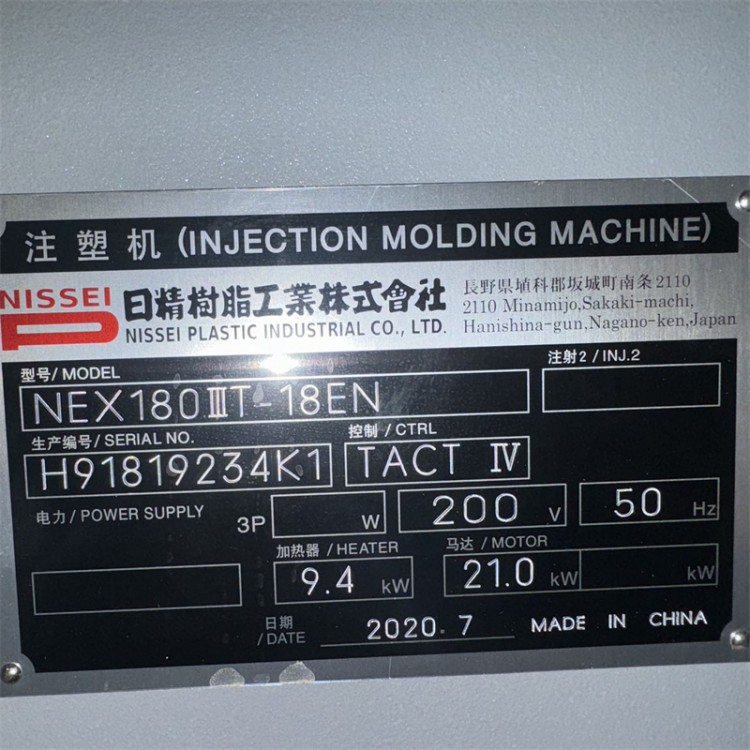 注塑机 (INJECTION MOLDING MACHINE)
NISSEI
日精樹脂工業株式會社
NISSEI PLASTIC INDUSTRIAL CO., LTD.
長野県埴科郡坂城町南条2110
2110 Minamijo,Sakaki-machi,
Hanishina-gun,Nagano-ken,Japan
型号/ MODEL
注射2 / INJ.2
NEX180ⅢT-18EN
生产编号/ SERIAL NO.
控制 / CTRL
H91819234K1
TACT Ⅳ
电力/ POWER SUPPLY
3P W
200 V
50 Hz
加热器 / HEATER
马达 / MOTOR
9.4 kW
21.0 kW
kW
日期
/DATE
2020.7
MADE IN CHINA